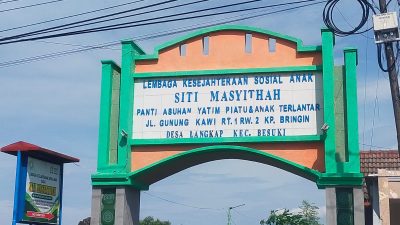 LEMBAGA KESEJAHTERAAN SOSIAL ANAK
SITI MASYITHAH
PANTI ASUHAN YATIM PIATU&ANAK TERLANTAR
JL. GUNUNG KAWI RT.1 RW.2 KP. BRINGIN
DESA LANGKAP KEC. BESUKI